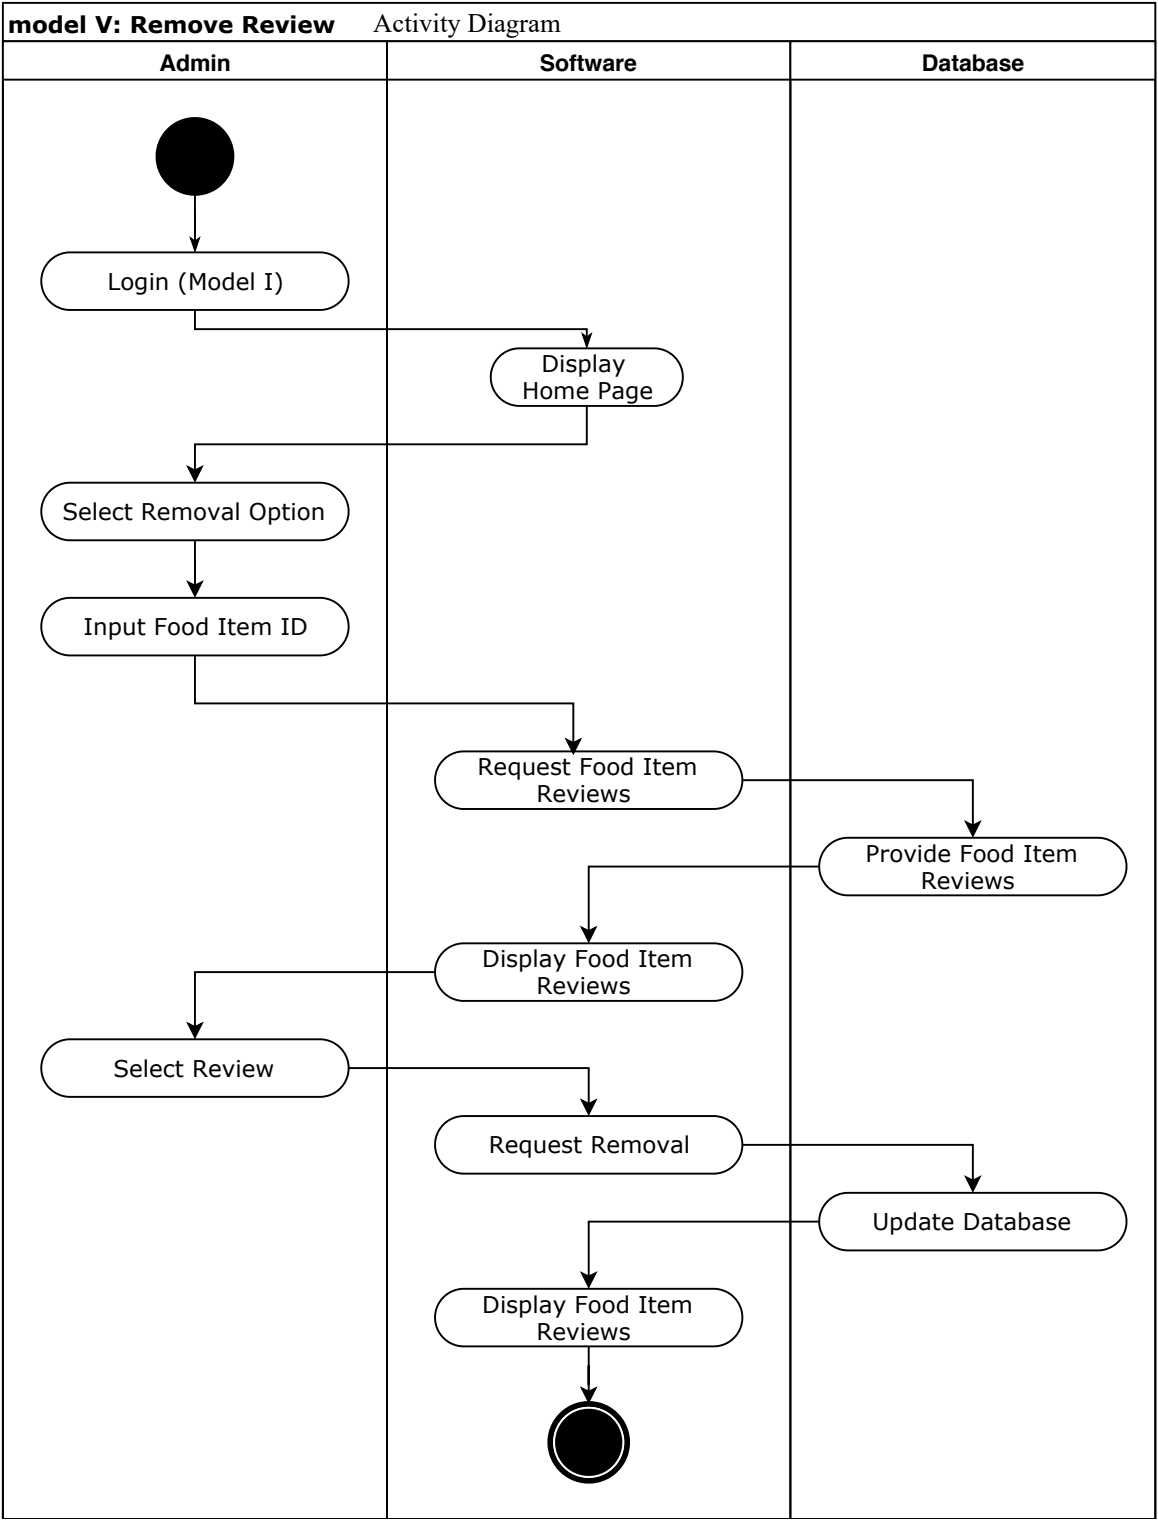 model V: Remove Review Activity Diagram
Admin Software Database
Login (Model I)
Display
Home Page
Select Removal Option
Input Food Item ID
Request Food Item
Reviews
Provide Food Item
Reviews
Display Food Item
Reviews
Select Review
Request Removal
Update Database
Display Food Item
Reviews